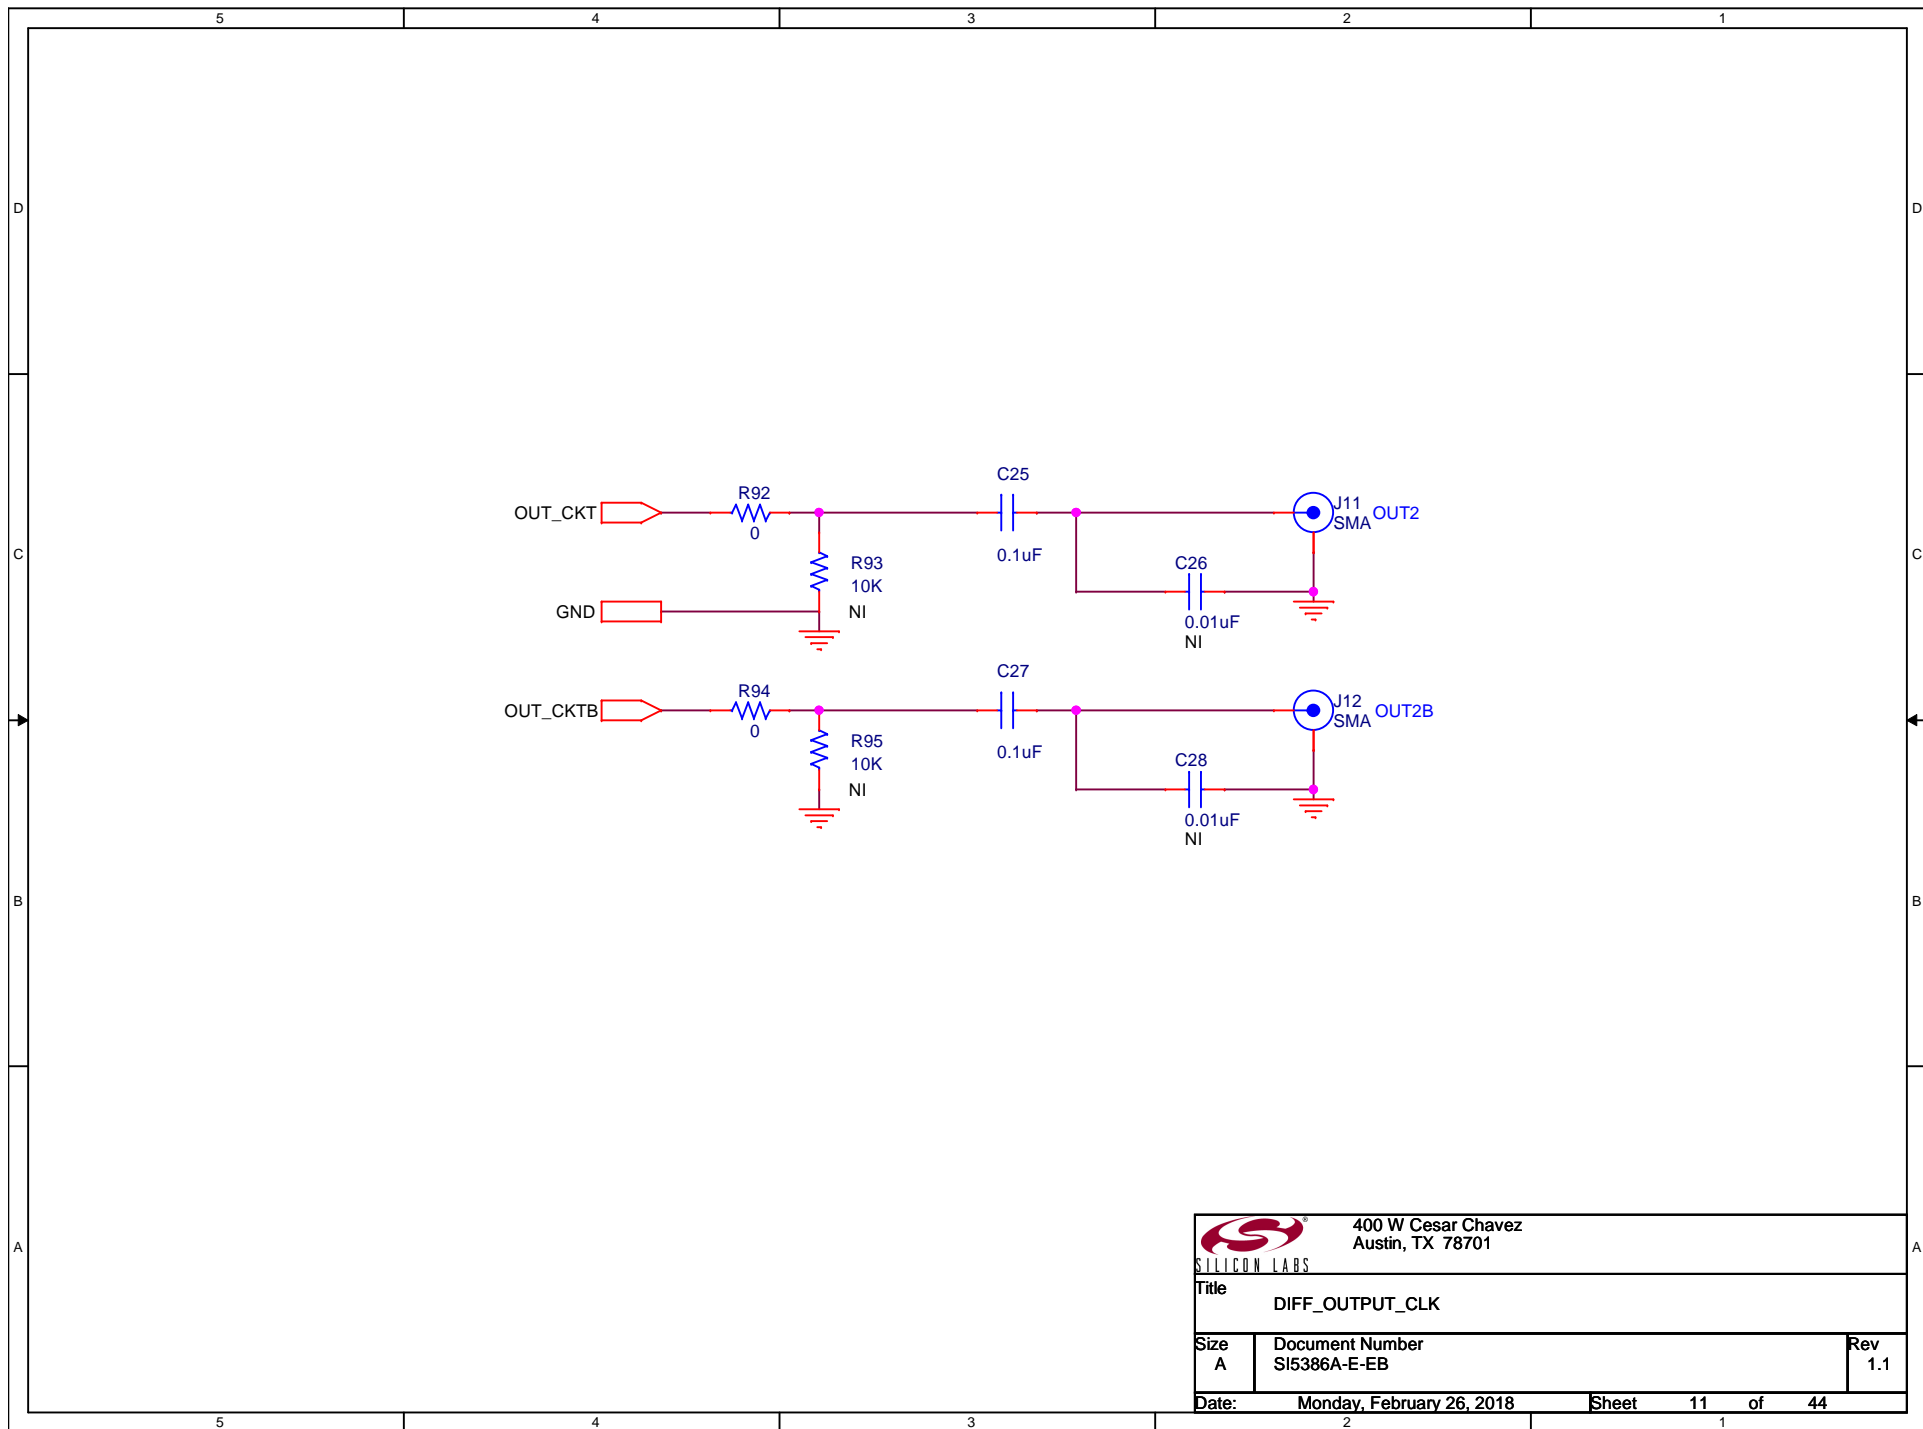 5 4 3 2 1
D D
C25
R92
OUT_CKT
0
J11
SMA OUT2
0.1uF
C C
R93
10K
NI
C26
0.01uF
NI
GND
C27
R94
OUT_CKTB
0
J12
SMA OUT2B
0.1uF
R95
10K
NI
C28
0.01uF
NI
B B
A A
®
SILICON LABS
400 W Cesar Chavez
Austin, TX 78701
Title
DIFF_OUTPUT_CLK
Size Document Number Rev
A SI5386A-E-EB 1.1
Date: Monday, February 26, 2018 Sheet 11 of 44
5 4 3 2 1